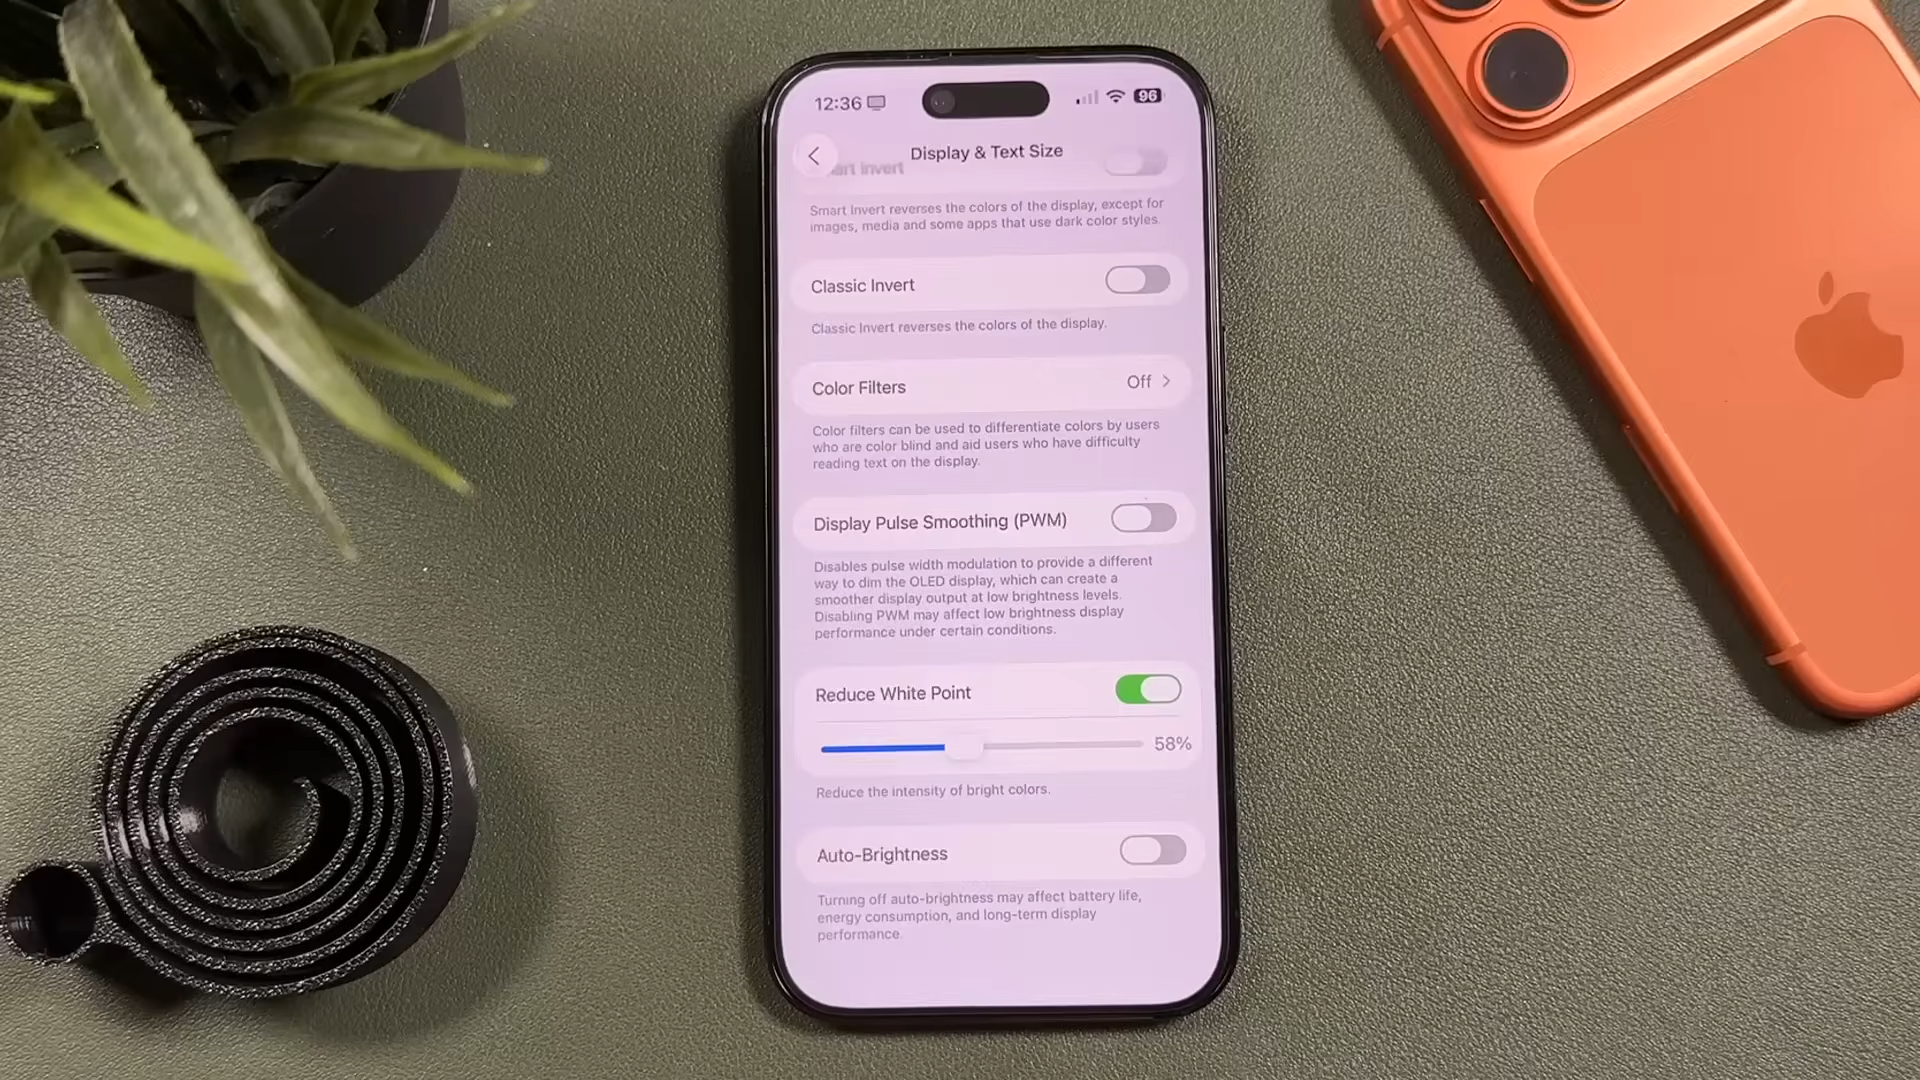 12:36
96
Display & Text Size
Smart Invert reverses the colors of the display, except for
images, media and some apps that use dark color styles.
Classic Invert
Classic Invert reverses the colors of the display.
Color Filters
Off
Color filters can be used to differentiate colors by users
who are color blind and aid users who have difficulty
reading text on the display.
Display Pulse Smoothing (PWM)
Disables pulse width modulation to provide a different
way to dim the OLED display, which can create a
smoother display output at low brightness levels.
Disabling PWM may affect low brightness display
performance under certain conditions.
Reduce White Point
58%
Reduce the intensity of bright colors.
Auto-Brightness
Turning off auto-brightness may affect battery life,
energy consumption, and long-term display
performance.